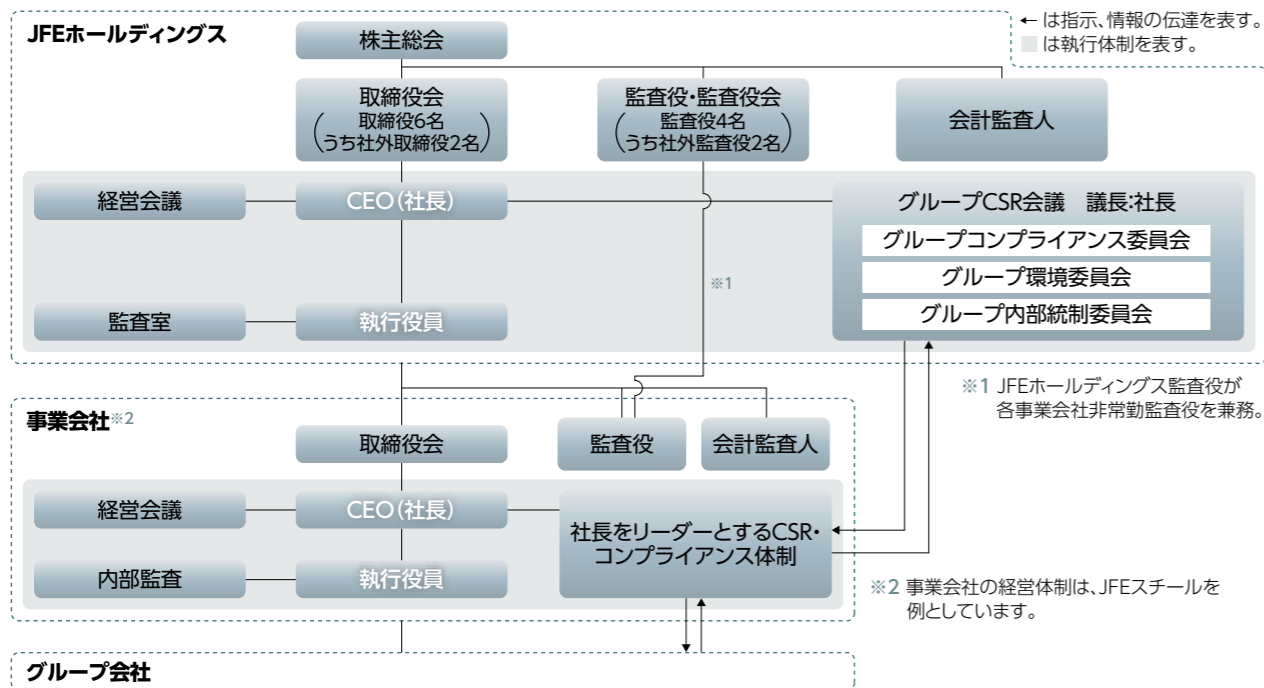 JFEホールディングス
← は指示、情報の伝達を表す。
は執行体制を表す。
株主総会
取締役会
取締役6名
(うち社外取締役2名)
監査役・監査役会
監査役4名
(うち社外監査役2名)
会計監査人
経営会議
CEO(社長)
グループCSR会議 議長:社長
グループコンプライアンス委員会
グループ環境委員会
グループ内部統制委員会
※1
監査室
執行役員
※1 JFEホールディングス監査役が
各事業会社非常勤監査役を兼務。
事業会社※2
取締役会
監査役
会計監査人
経営会議
CEO(社長)
社長をリーダーとするCSR・
コンプライアンス体制
内部監査
執行役員
※2 事業会社の経営体制は、JFEスチールを
例としています。
グループ会社